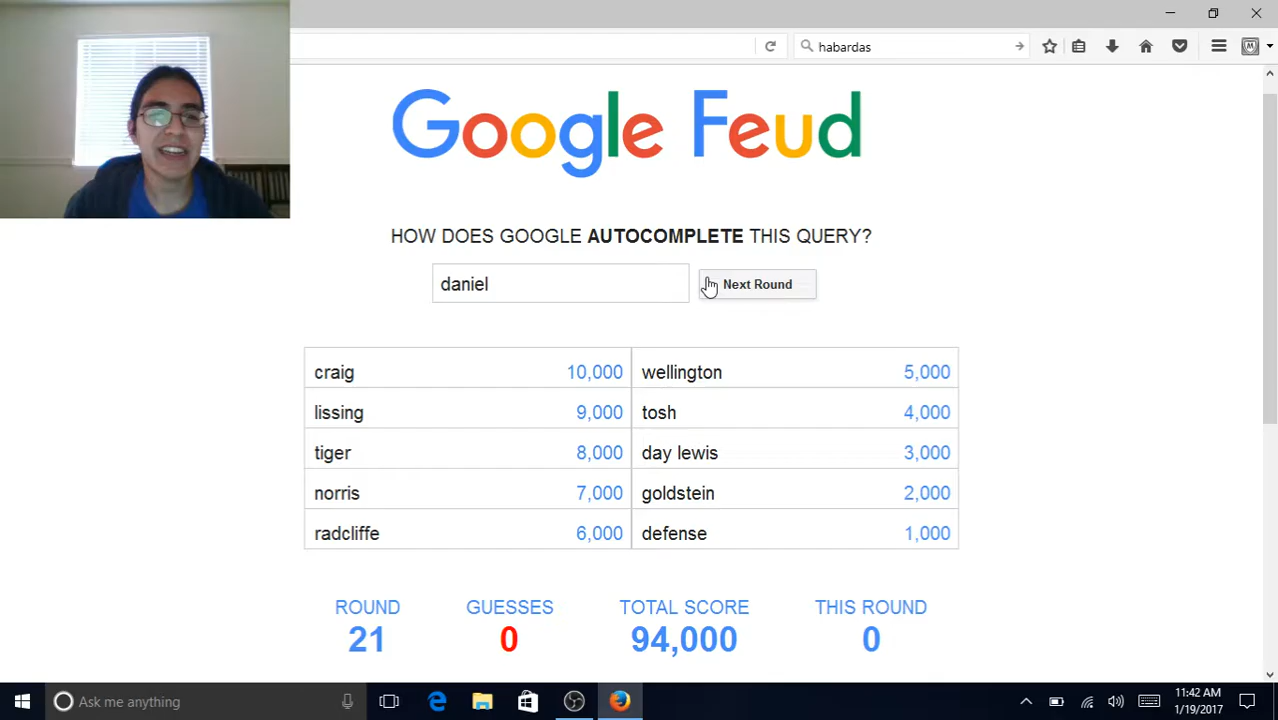 habardas
Google Feud
HOW DOES GOOGLE AUTOCOMPLETE THIS QUERY?
daniel
Next Round
craig 10,000 wellington 5,000
lissing 9,000 tosh 4,000
tiger 8,000 day lewis 3,000
norris 7,000 goldstein 2,000
radcliffe 6,000 defense 1,000
ROUND GUESSES TOTAL SCORE THIS ROUND
21 0 94,000 0
Ask me anything
11:42 AM
1/19/2017